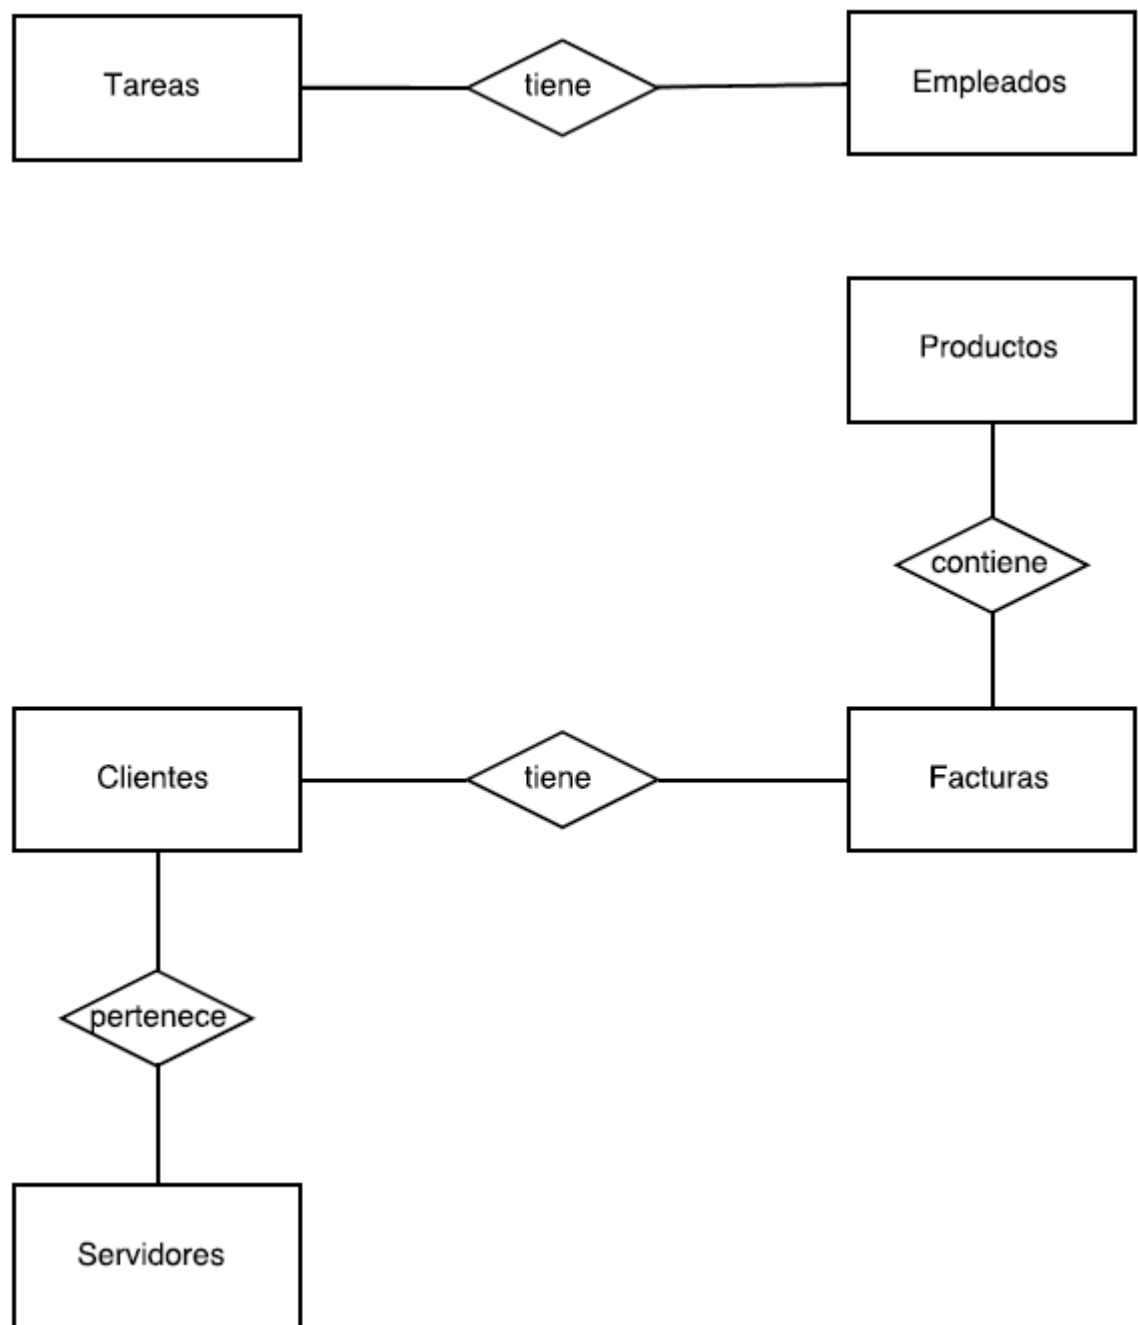 Tareas
tiene
Empleados
Productos
contiene
Clientes
tiene
Facturas
pertenece
Servidores